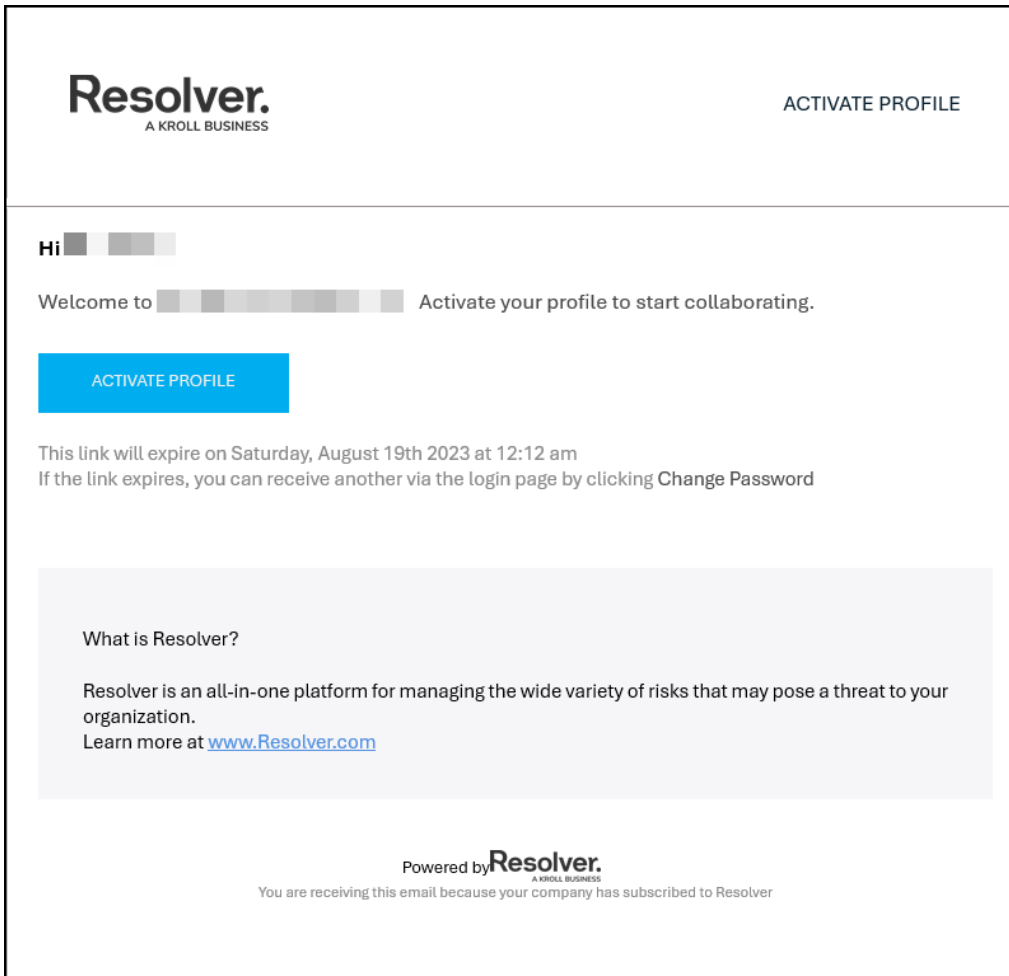 Resolver.
A KROLL BUSINESS
ACTIVATE PROFILE
Hi
Welcome to Activate your profile to start collaborating.
ACTIVATE PROFILE
This link will expire on Saturday, August 19th 2023 at 12:12 am
If the link expires, you can receive another via the login page by clicking Change Password
What is Resolver?
Resolver is an all-in-one platform for managing the wide variety of risks that may pose a threat to your
organization.
Learn more at www.Resolver.com
Powered by Resolver.
A KROLL BUSINESS
You are receiving this email because your company has subscribed to Resolver